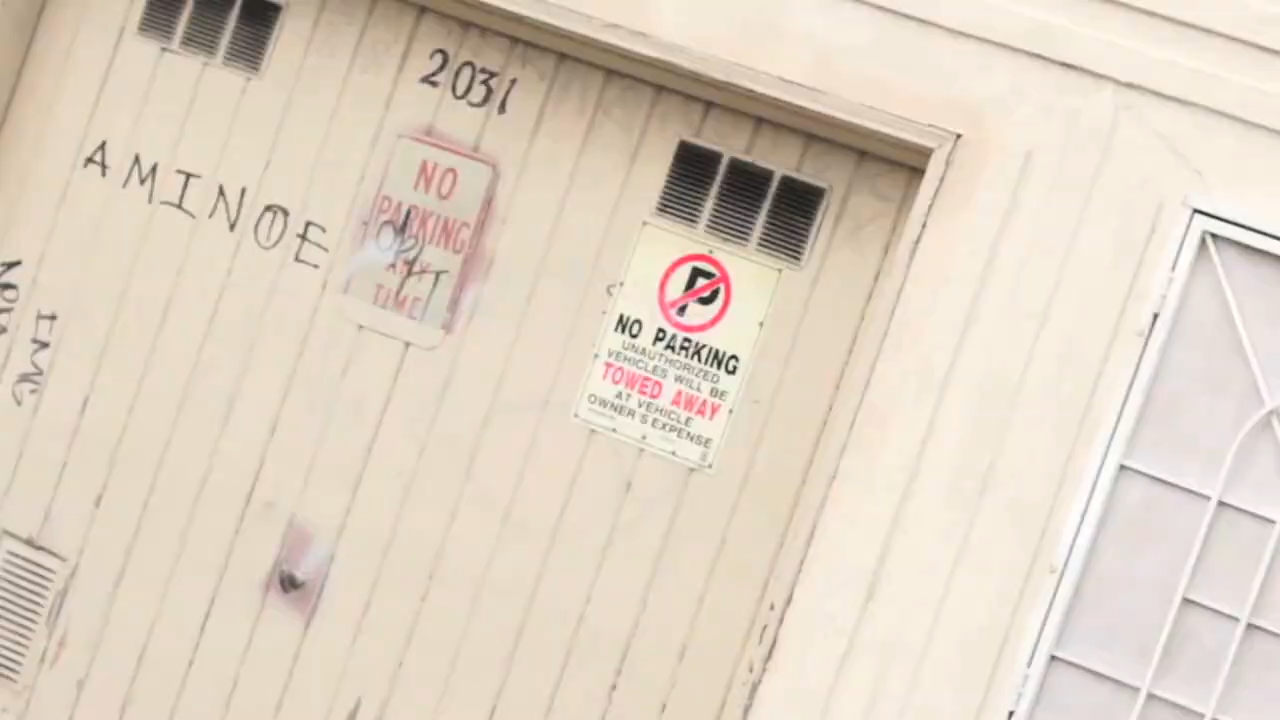 2031
AMINOE
NO
PARKING
ANY
TIME
NO PARKING
UNAUTHORIZED
VEHICLES WILL BE
TOWED AWAY
AT VEHICLE
OWNER'S EXPENSE